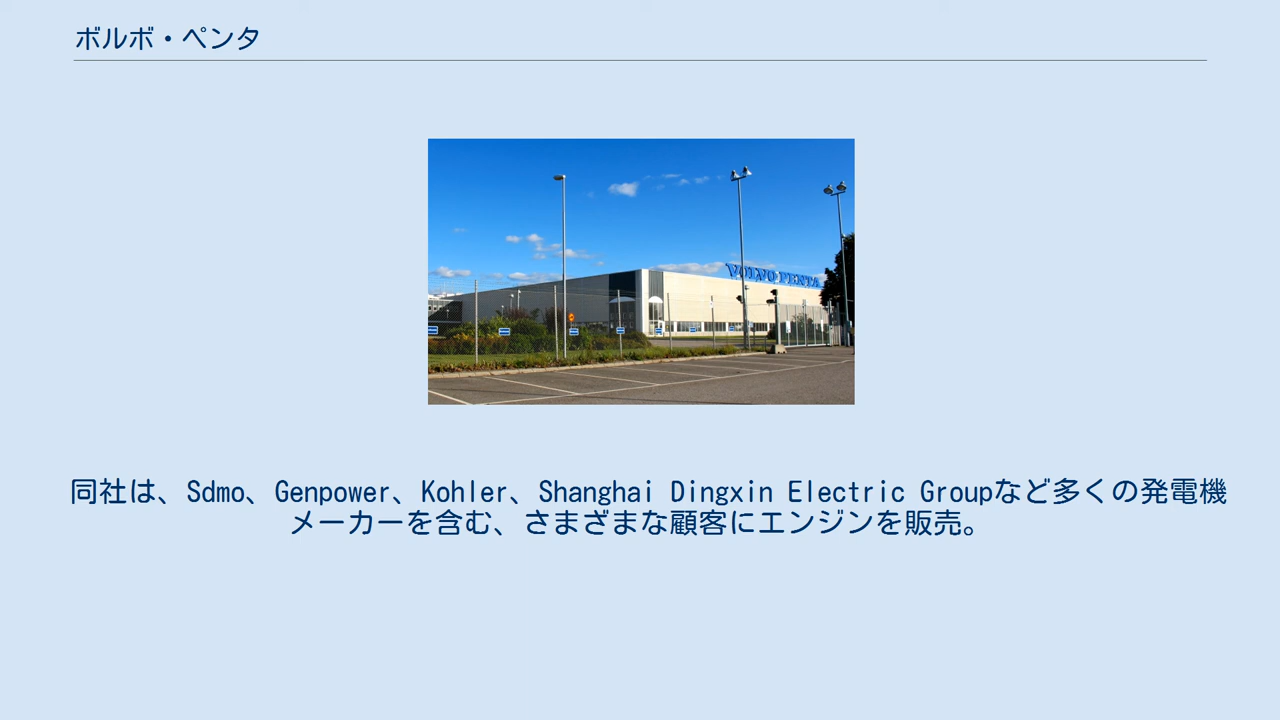 ボルボ・ペンタ
VOLVO PENTA
同社は、Sdmo、Genpower、Kohler、Shanghai Dingxin Electric Groupなど多くの発電機
メーカーを含む、さまざまな顧客にエンジンを販売。